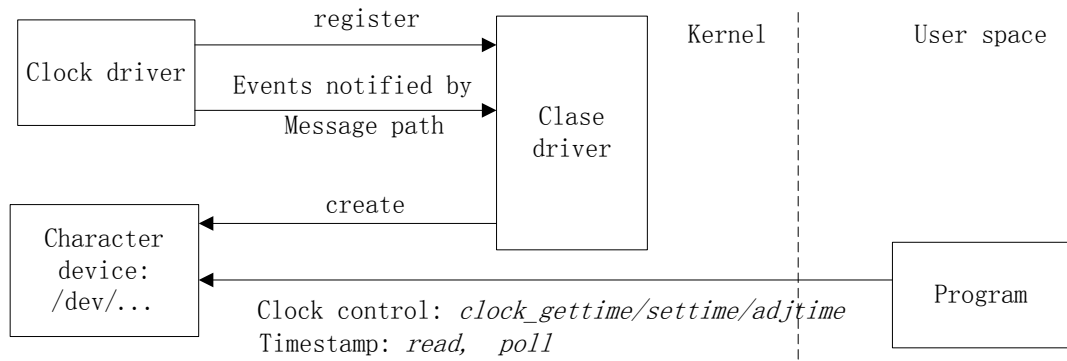 register
Kernel
User space
Clock driver
Events notified by
Message path
Clase
driver
create
Character
device:
/dev/...
Program
Clock control: clock_gettime/settime/adjtime
Timestamp: read, poll